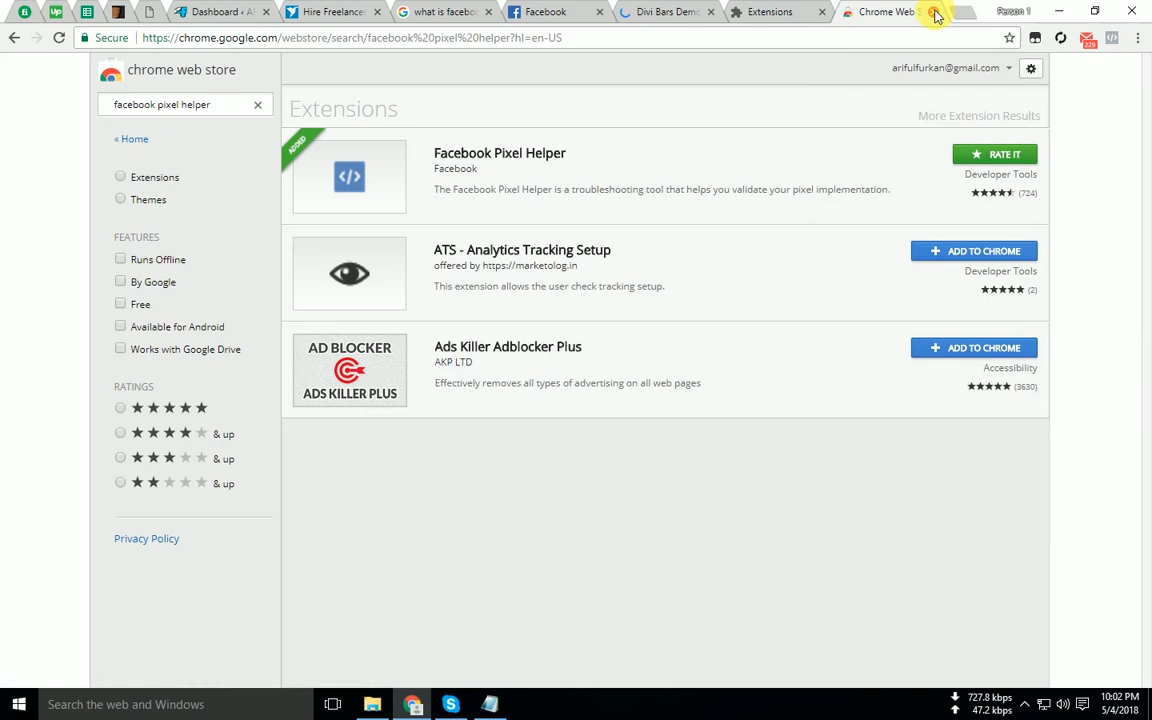 Dashboard ‹ AF
Hire Freelance
what is facebo
Facebook
Divi Bars Demo
Extensions
Chrome Web S
Person 1
Secure
https://chrome.google.com/webstore/search/facebook%20pixel%20helper?hl=en-US
229
chrome web store
arifulfurkan@gmail.com
facebook pixel helper
« Home
Extensions
Themes
FEATURES
Runs Offline
By Google
Free
Available for Android
Works with Google Drive
RATINGS
& up
& up
& up
Privacy Policy
Extensions
More Extension Results
ADDED
Facebook Pixel Helper
Facebook
The Facebook Pixel Helper is a troubleshooting tool that helps you validate your pixel implementation.
RATE IT
Developer Tools
(724)
ATS - Analytics Tracking Setup
offered by https://marketolog.in
This extension allows the user check tracking setup.
ADD TO CHROME
Developer Tools
(2)
AD BLOCKER
ADS KILLER PLUS
Ads Killer Adblocker Plus
AKP LTD
Effectively removes all types of advertising on all web pages
ADD TO CHROME
Accessibility
(3630)
Search the web and Windows
727.8 kbps
47.2 kbps
10:02 PM
5/4/2018